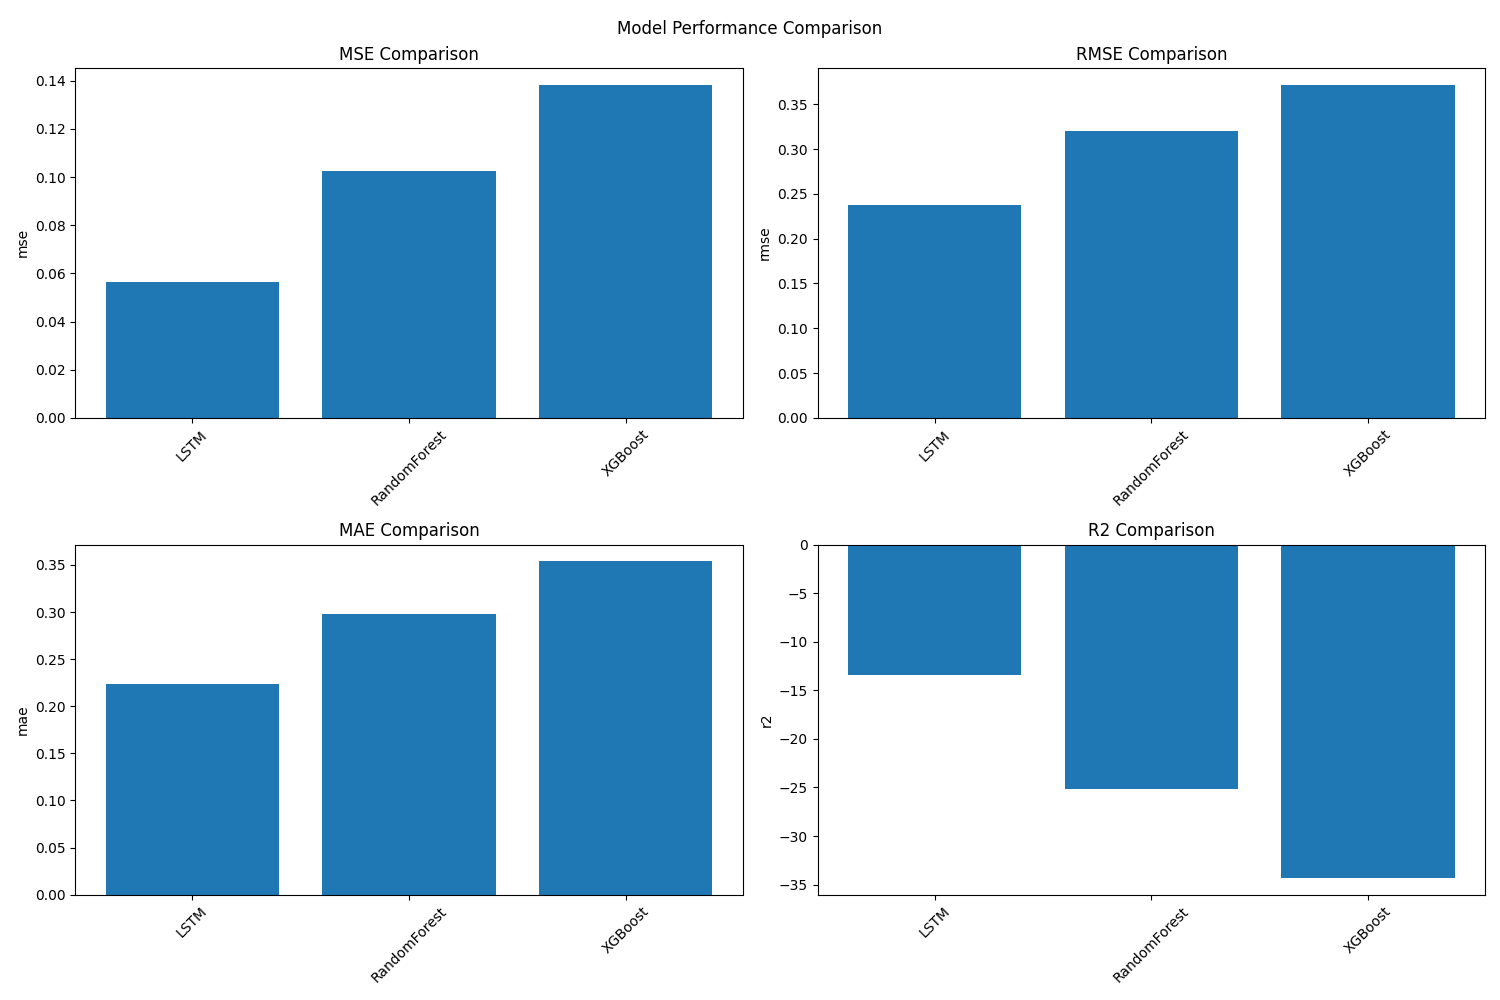 Model Performance Comparison
MSE Comparison
0.14
0.12
0.10
0.08
0.06
0.04
0.02
0.00
mse
LSTM
RandomForest
XGBoost
RMSE Comparison
0.35
0.30
0.25
0.20
0.15
0.10
0.05
0.00
rmse
LSTM
RandomForest
XGBoost
MAE Comparison
0.35
0.30
0.25
0.20
0.15
0.10
0.05
0.00
mae
LSTM
RandomForest
XGBoost
R2 Comparison
0
−5
−10
−15
−20
−25
−30
−35
r2
LSTM
RandomForest
XGBoost